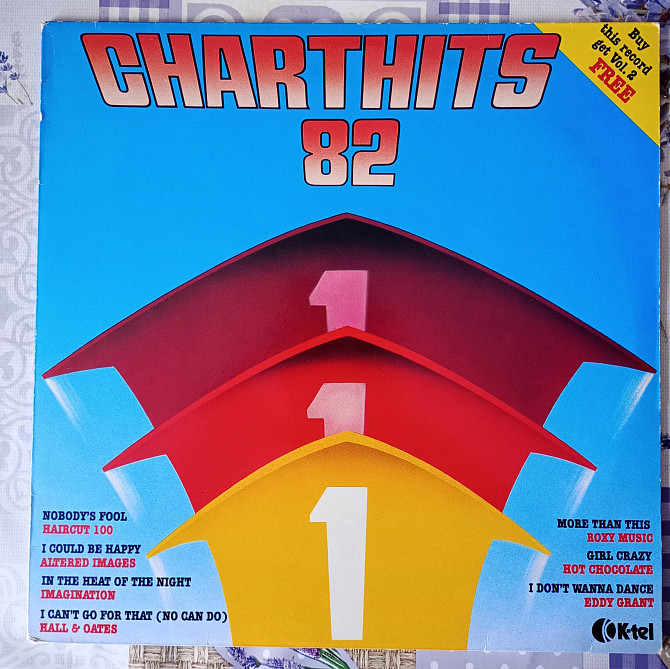 CHARTHITS
82
Buy
this record
get Vol. 2
FREE
1
1
1
NOBODY'S FOOL
HAIRCUT 100
I COULD BE HAPPY
ALTERED IMAGES
IN THE HEAT OF THE NIGHT
IMAGINATION
I CAN'T GO FOR THAT (NO CAN DO)
HALL & OATES
MORE THAN THIS
ROXY MUSIC
GIRL CRAZY
HOT CHOCOLATE
I DON'T WANNA DANCE
EDDY GRANT
K-tel